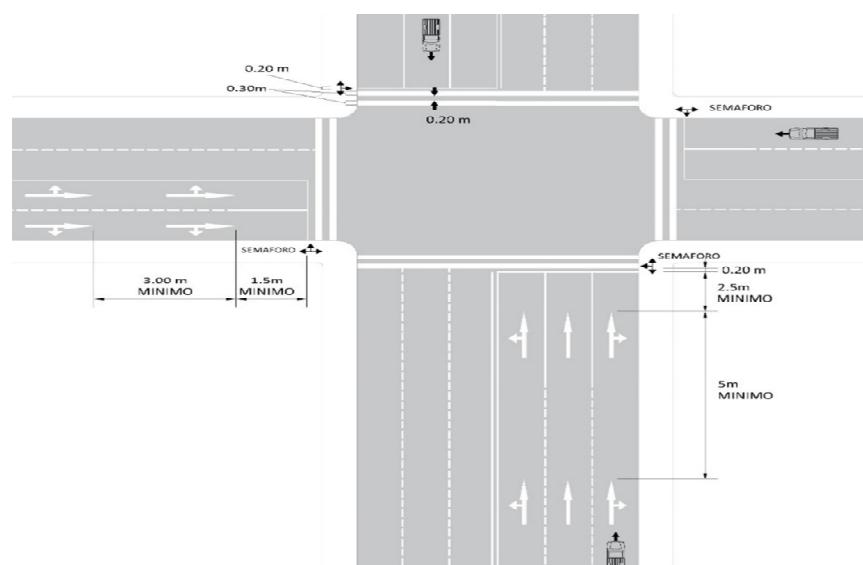 0.20 m
0.30m
0.20 m
SEMAFORO
SEMAFORO
SEMAFORO
0.20 m
2.5m
MINIMO
3.00 m
MINIMO
1.5m
MINIMO
5m
MINIMO